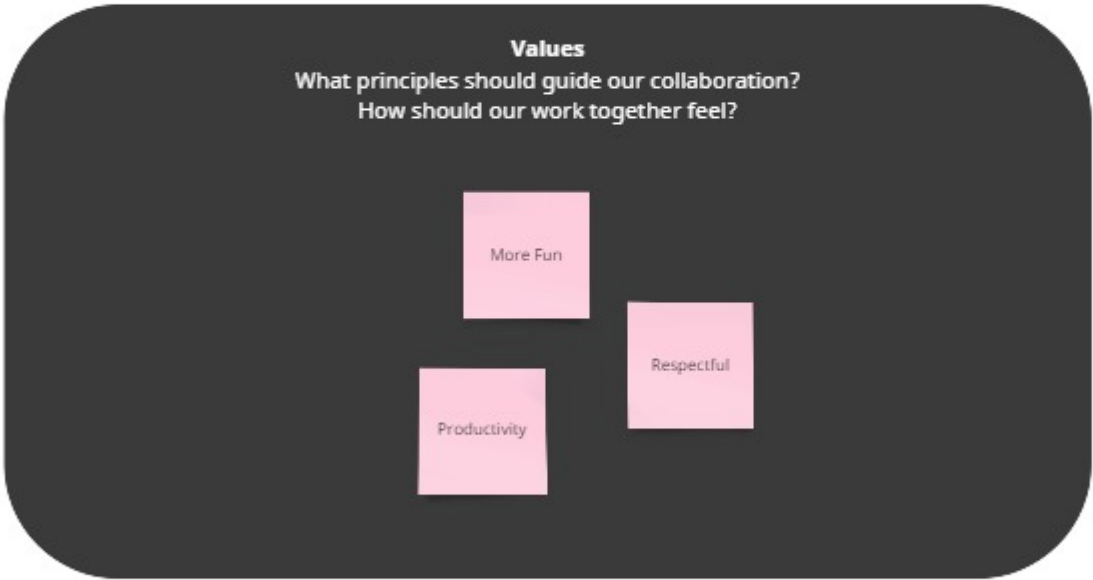 Values
What principles should guide our collaboration?
How should our work together feel?
More Fun
Respectful
Productivity